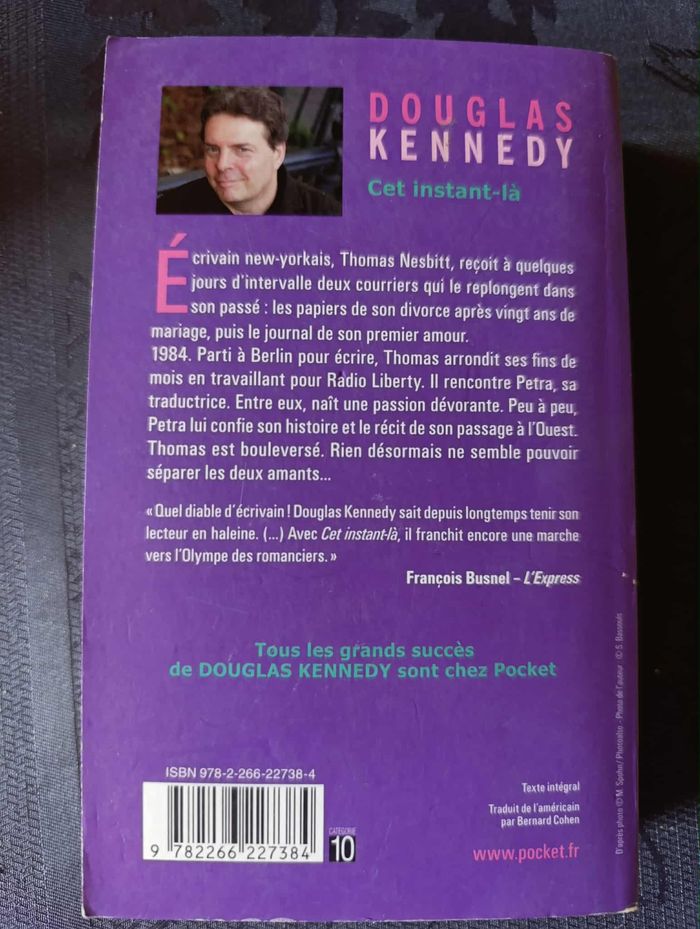 DOUGLAS
KENNEDY
Cet instant-là
Écrivain new-yorkais, Thomas Nesbitt, reçoit à quelques
jours d'intervalle deux courriers qui le replongent dans
son passé : les papiers de son divorce après vingt ans de
mariage, puis le journal de son premier amour.
1984. Parti à Berlin pour écrire, Thomas arrondit ses fins de
mois en travaillant pour Radio Liberty. Il rencontre Petra, sa
traductrice. Entre eux, naît une passion dévorante. Peu à peu,
Petra lui confie son histoire et le récit de son passage à l'Ouest.
Thomas est bouleversé. Rien désormais ne semble pouvoir
séparer les deux amants...
« Quel diable d'écrivain ! Douglas Kennedy sait depuis longtemps tenir son
lecteur en haleine. (...) Avec Cet instant-là, il franchit encore une marche
vers l'Olympe des romanciers. »
François Busnel – L'Express
Tous les grands succès
de DOUGLAS KENNEDY sont chez Pocket
ISBN 978-2-266-22738-4
9 782266 227384
CATÉGORIE
10
Texte intégral
Traduit de l'américain
par Bernard Cohen
www.pocket.fr
D'après photo © M. Spohn / Photoalto - Photo de l'auteur : © S. Bassouls